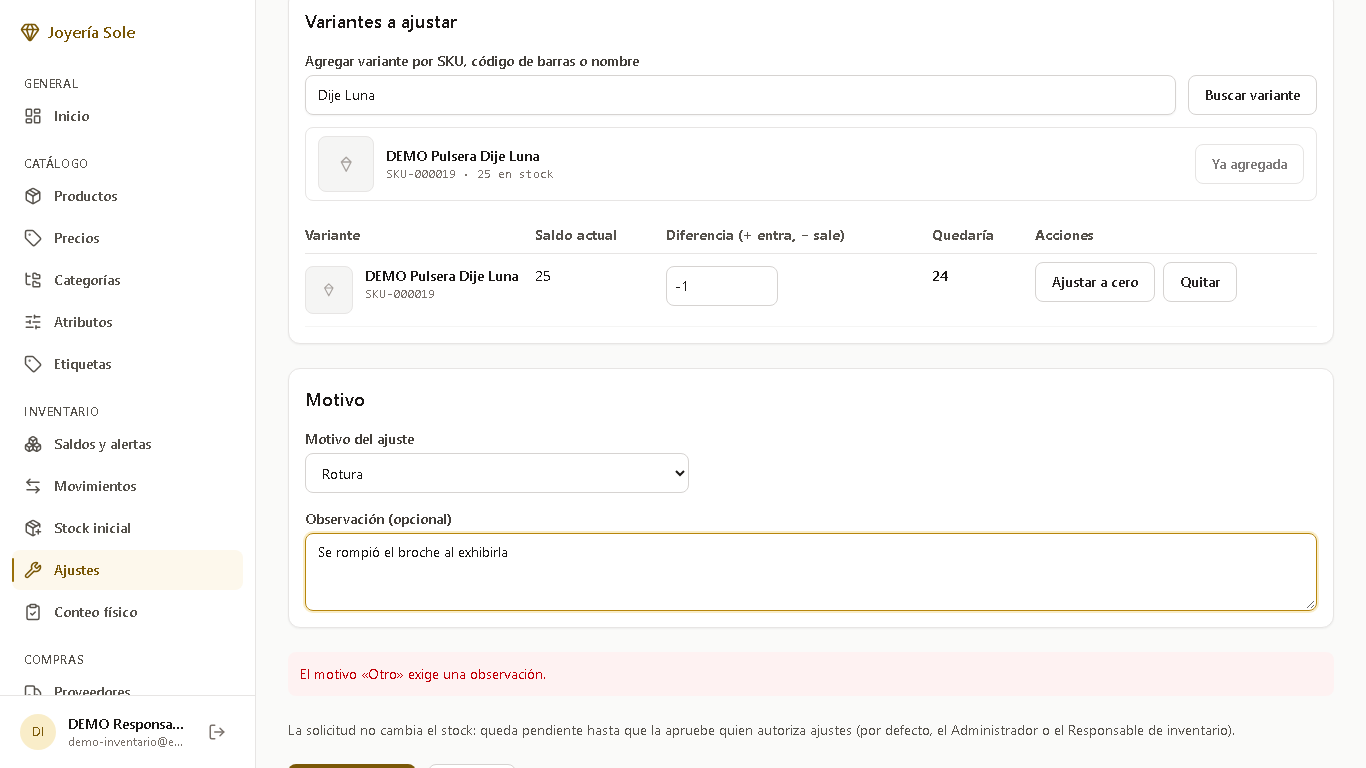 Joyería Sole
GENERAL
Inicio
CATÁLOGO
Productos
Precios
Categorías
Atributos
Etiquetas
INVENTARIO
Saldos y alertas
Movimientos
Stock inicial
Ajustes
Conteo físico
COMPRAS
Proveedores
DI
DEMO Responsa...
demo-inventario@e...
Variantes a ajustar
Agregar variante por SKU, código de barras o nombre
Dije Luna
Buscar variante
DEMO Pulsera Dije Luna
SKU-000019 • 25 en stock
Ya agregada
Variante Saldo actual Diferencia (+ entra, − sale) Quedaría Acciones
DEMO Pulsera Dije Luna 25 -1 24 Ajustar a cero Quitar
SKU-000019
Motivo
Motivo del ajuste
Rotura
Observación (opcional)
Se rompió el broche al exhibirla
El motivo «Otro» exige una observación.
La solicitud no cambia el stock: queda pendiente hasta que la apruebe quien autoriza ajustes (por defecto, el Administrador o el Responsable de inventario).